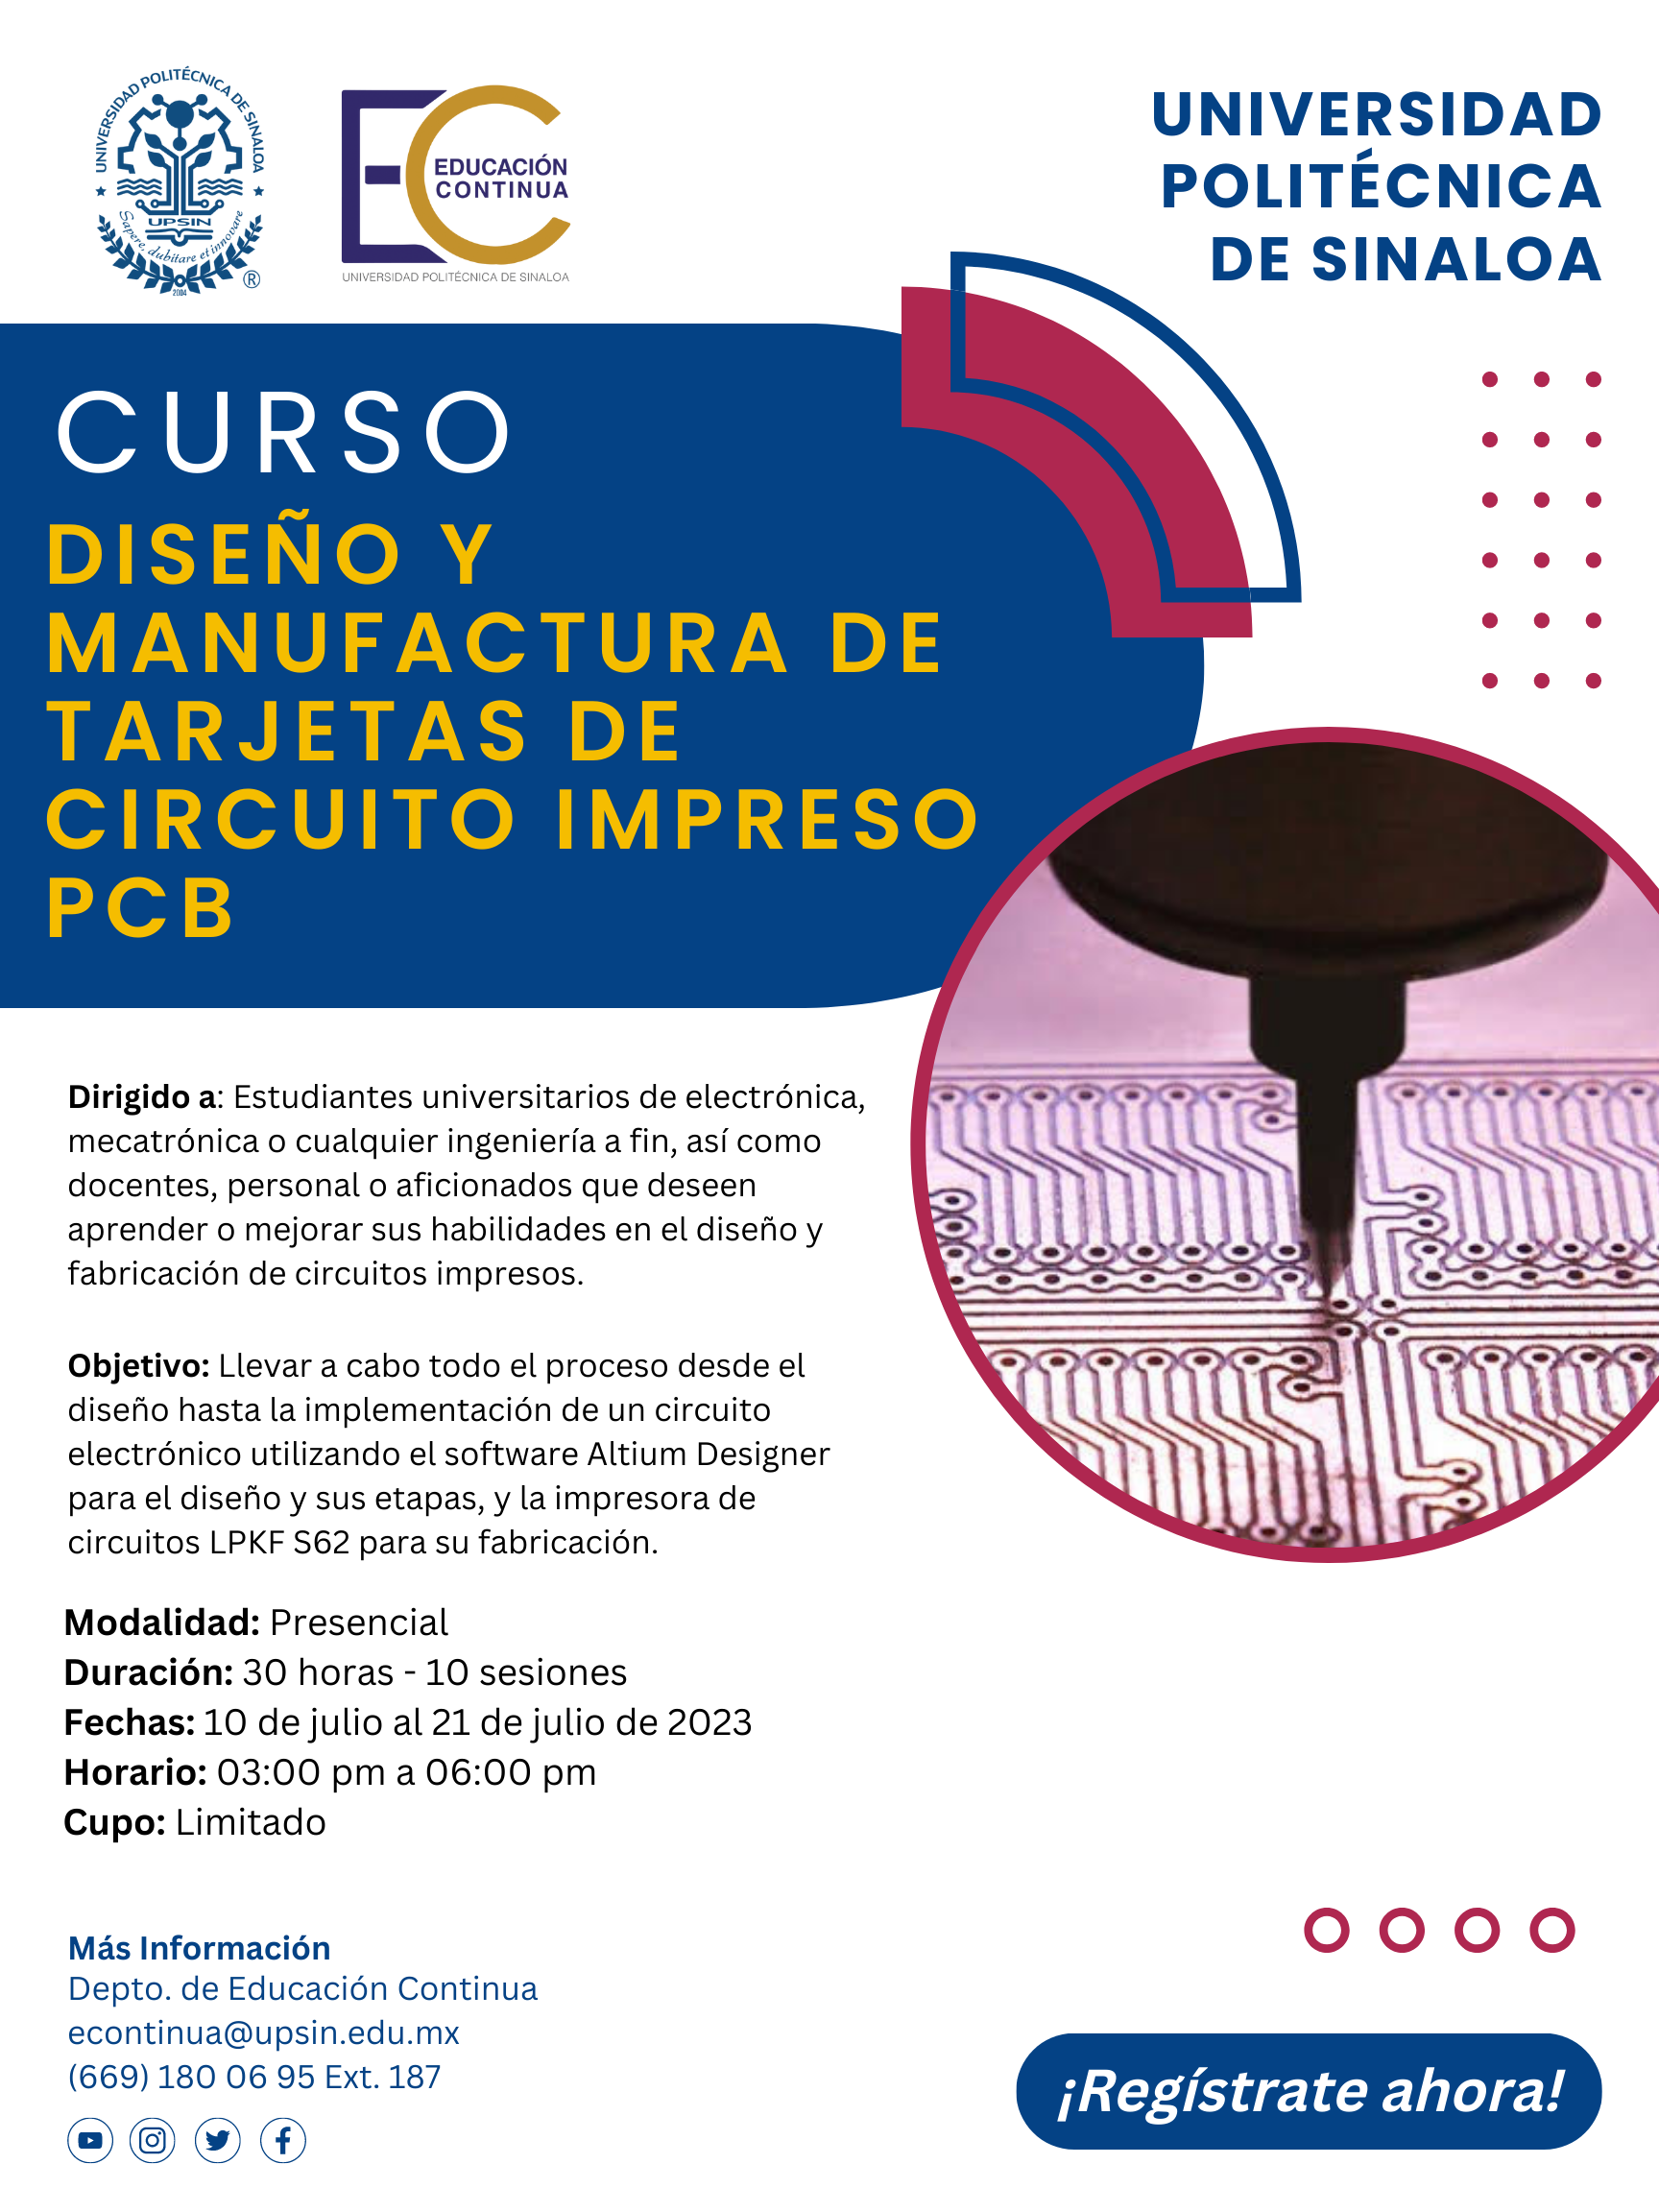 UNIVERSIDAD POLITÉCNICA DE SINALOA
UPSIN
Sapere, dubitare et innovare
2004
®
EC
EDUCACIÓN
CONTINUA
UNIVERSIDAD POLITÉCNICA DE SINALOA
UNIVERSIDAD
POLITÉCNICA
DE SINALOA
CURSO
DISEÑO Y
MANUFACTURA DE
TARJETAS DE
CIRCUITO IMPRESO
PCB
Dirigido a: Estudiantes universitarios de electrónica,
mecatrónica o cualquier ingeniería a fin, así como
docentes, personal o aficionados que deseen
aprender o mejorar sus habilidades en el diseño y
fabricación de circuitos impresos.
Objetivo: Llevar a cabo todo el proceso desde el
diseño hasta la implementación de un circuito
electrónico utilizando el software Altium Designer
para el diseño y sus etapas, y la impresora de
circuitos LPKF S62 para su fabricación.
Modalidad: Presencial
Duración: 30 horas - 10 sesiones
Fechas: 10 de julio al 21 de julio de 2023
Horario: 03:00 pm a 06:00 pm
Cupo: Limitado
Más Información
Depto. de Educación Continua
econtinua@upsin.edu.mx
(669) 180 06 95 Ext. 187
¡Regístrate ahora!